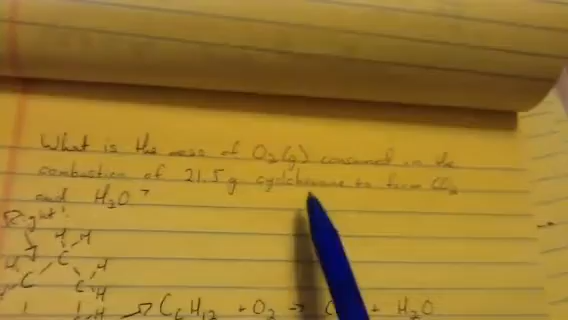 What is the mass of O₂(g) consumed in the
combustion of 21.5 g cyclohexane to form CO₂
and H₂O?
Right!
H H
H C H
C C H
H
C₆H₁₂ + O₂ → C + H₂O